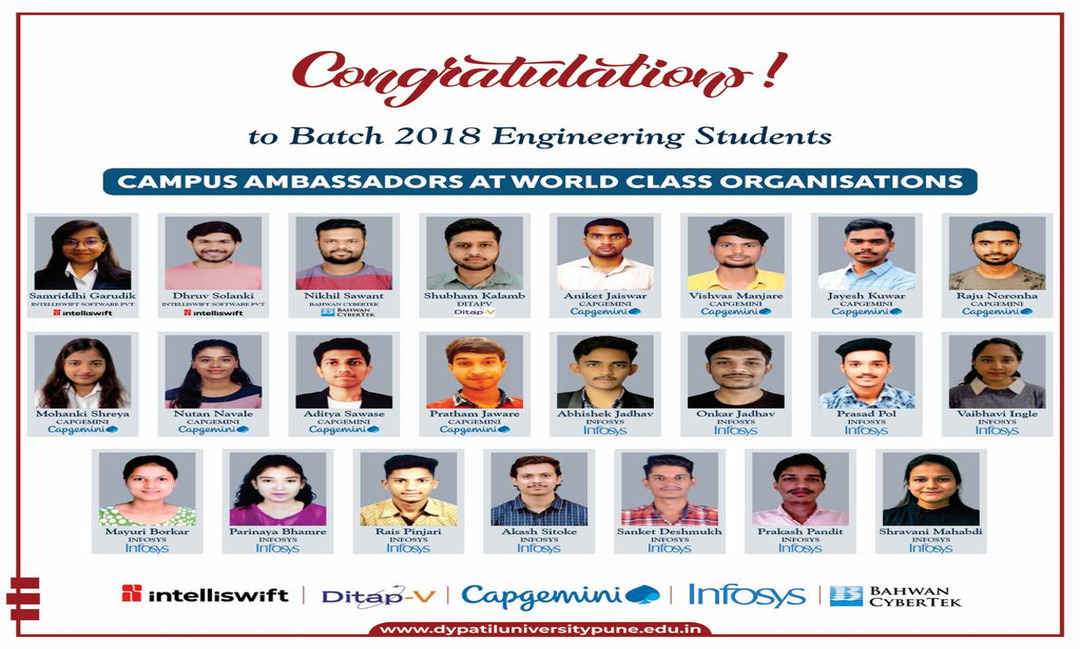 Congratulations!
to Batch 2018 Engineering Students
CAMPUS AMBASSADORS AT WORLD CLASS ORGANISATIONS
Samriddhi Garudik
INTELLISWIFT SOFTWARE PVT
intelliswift
Dhruv Solanki
INTELLISWIFT SOFTWARE PVT
intelliswift
Nikhil Sawant
BAHWAN CYBERTEK
BAHWAN
CYBERTEK
Shubham Kalamb
DITAPV
Ditap-V
Aniket Jaiswar
CAPGEMINI
Capgemini
Vishvas Manjare
CAPGEMINI
Capgemini
Jayesh Kuwar
CAPGEMINI
Capgemini
Raju Noronha
CAPGEMINI
Capgemini
Mohanki Shreya
CAPGEMINI
Capgemini
Nutan Navale
CAPGEMINI
Capgemini
Aditya Sawase
CAPGEMINI
Capgemini
Pratham Jaware
CAPGEMINI
Capgemini
Abhishek Jadhav
INFOSYS
Infosys
Onkar Jadhav
INFOSYS
Infosys
Prasad Pol
INFOSYS
Infosys
Vaibhavi Ingle
INFOSYS
Infosys
Mayuri Borkar
INFOSYS
Infosys
Parinaya Bhamre
INFOSYS
Infosys
Rais Pinjari
INFOSYS
Infosys
Akash Sitoke
INFOSYS
Infosys
Sanket Deshmukh
INFOSYS
Infosys
Prakash Pandit
INFOSYS
Infosys
Shravani Mahabdi
INFOSYS
Infosys
intelliswift | Ditap-V | Capgemini | Infosys | BAHWAN
CYBERTEK
www.dypatiluniversitypune.edu.in